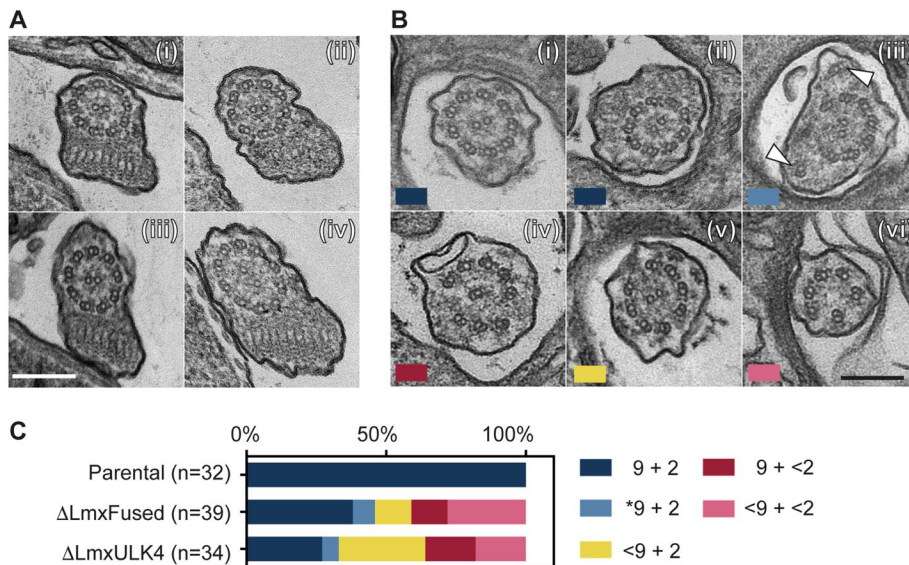 A
B
(i)
(ii)
(i)
(ii)
(iii)
(iii)
(iv)
(iv)
(v)
(vi)
C
0% 50% 100%
Parental (n=32)
ΔLmxFused (n=39)
ΔLmxULK4 (n=34)
9 + 2
9 + <2
*9 + 2
<9 + <2
<9 + 2